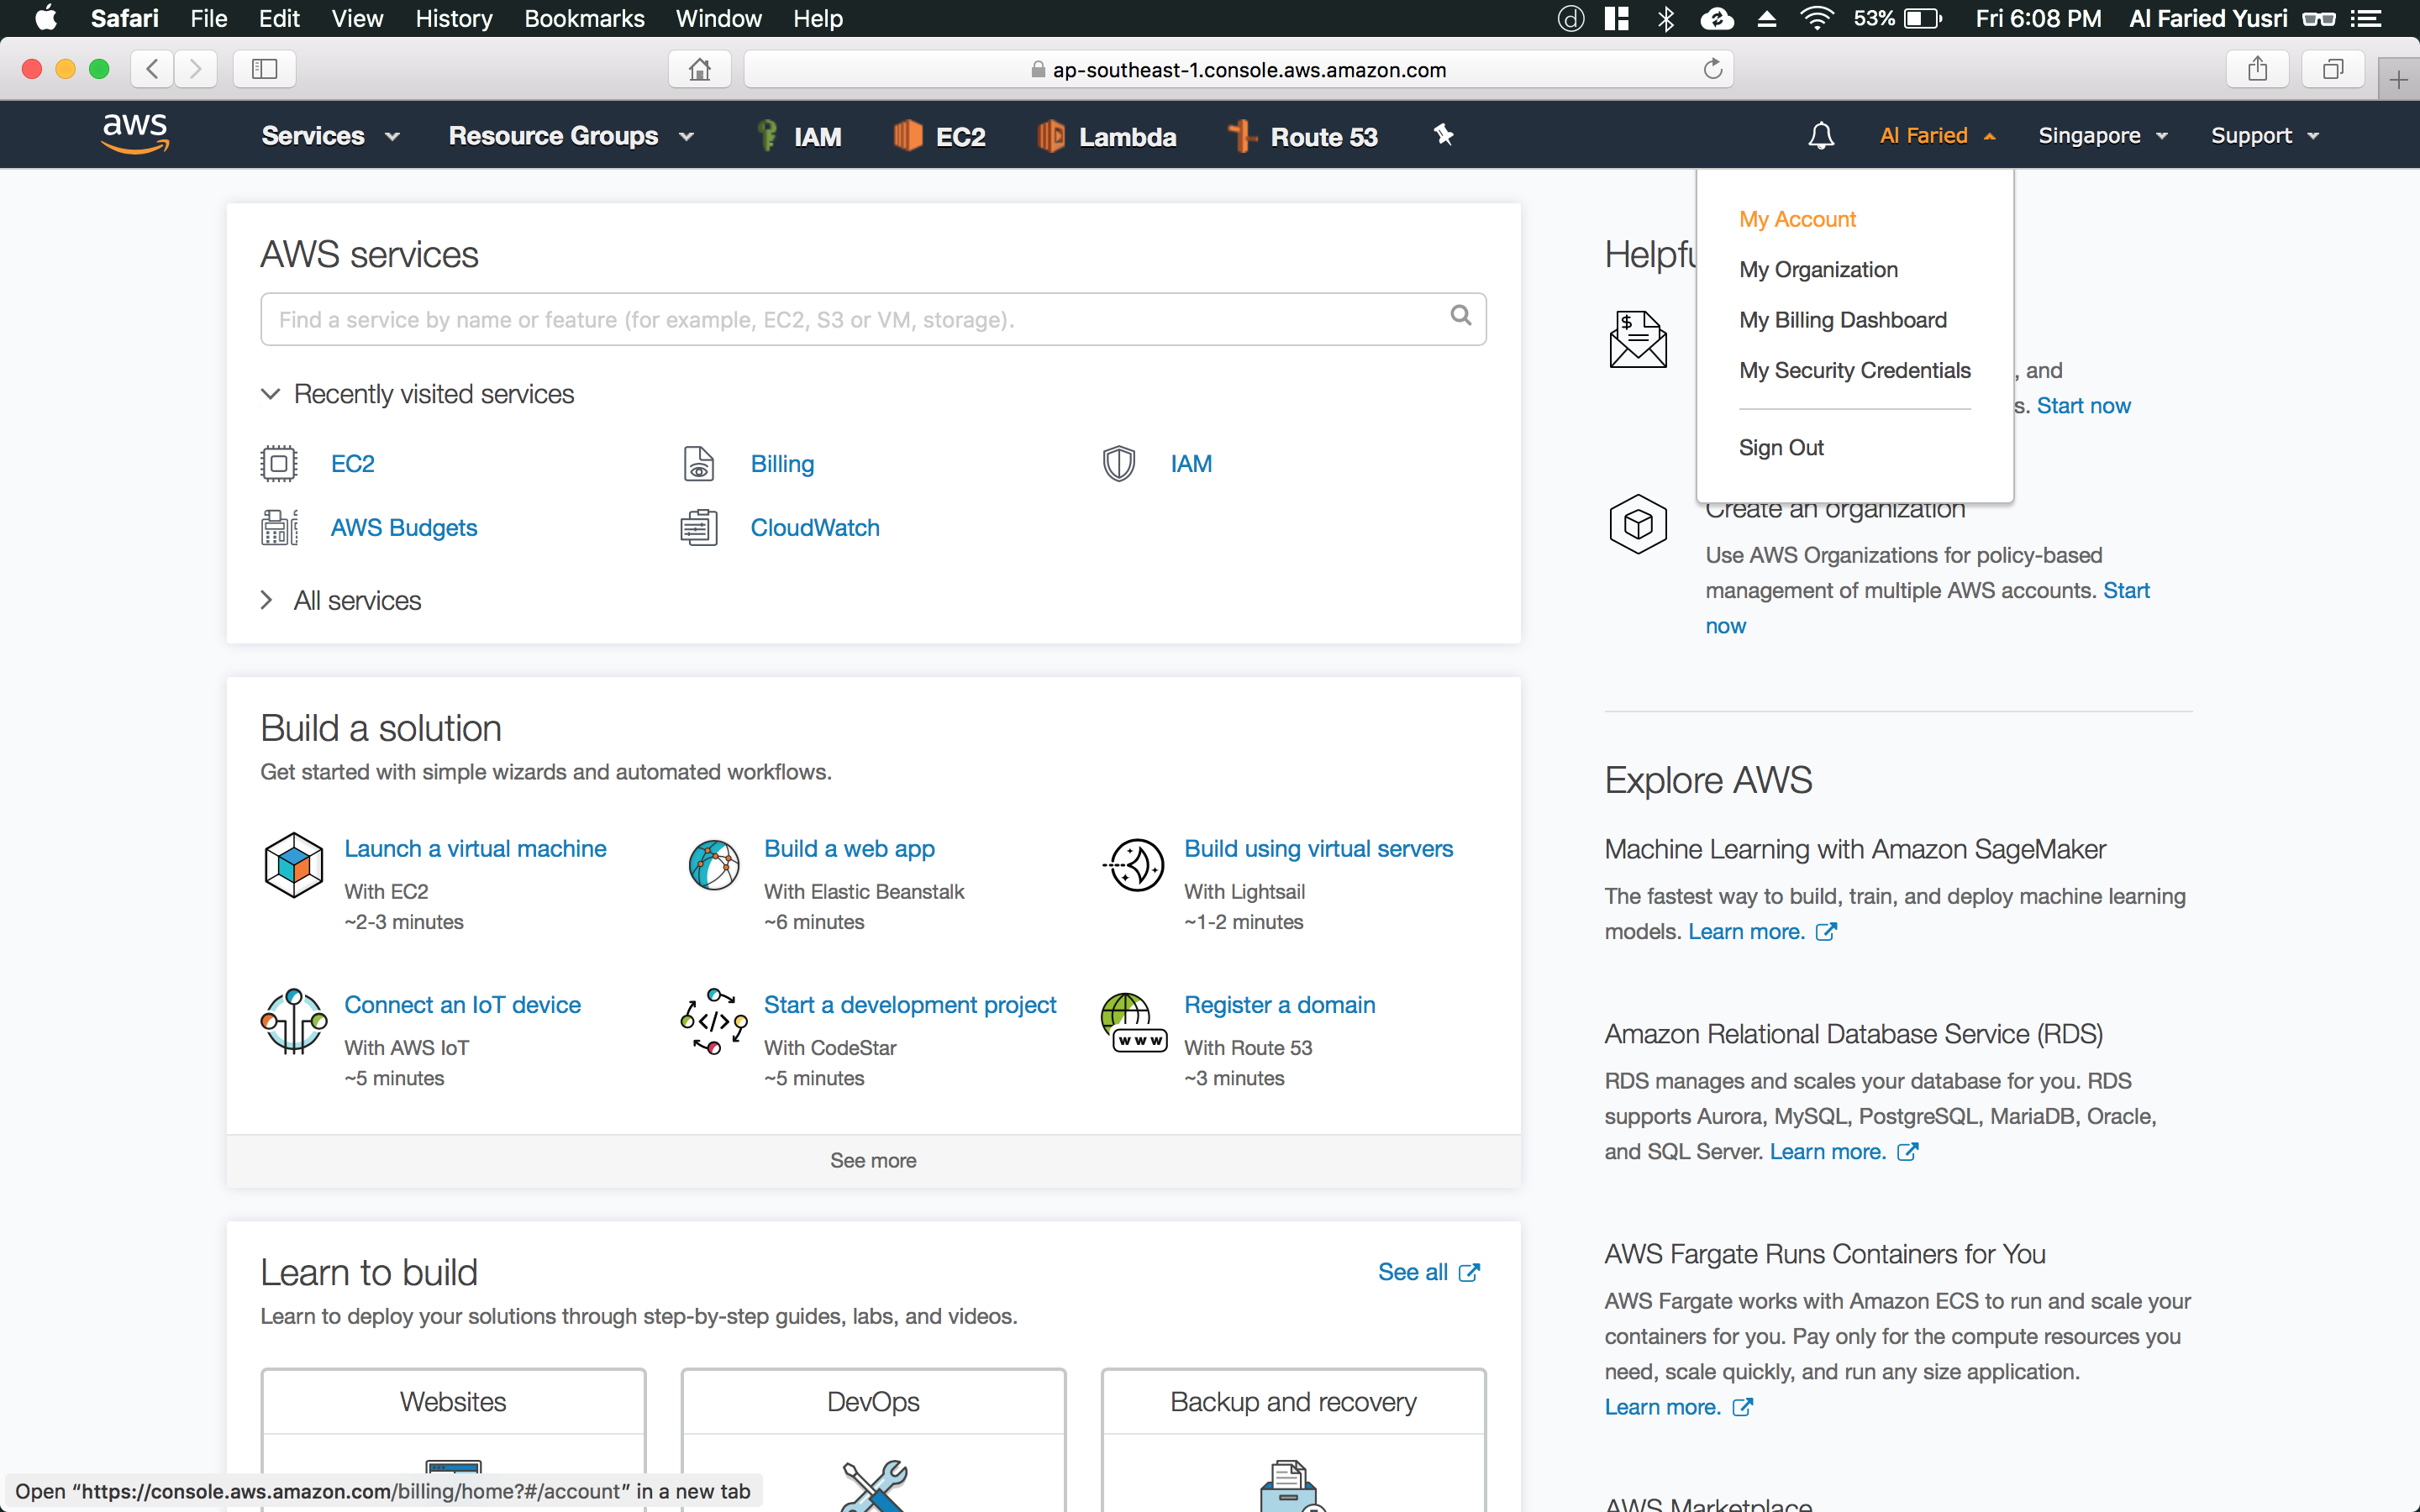 Safari File Edit View History Bookmarks Window Help
53% Fri 6:08 PM Al Faried Yusri
ap-southeast-1.console.aws.amazon.com
aws Services Resource Groups IAM EC2 Lambda Route 53 Al Faried Singapore Support
My Account
My Organization
My Billing Dashboard
My Security Credentials
Sign Out
AWS services
Find a service by name or feature (for example, EC2, S3 or VM, storage).
Recently visited services
EC2 Billing IAM
AWS Budgets CloudWatch
All services
Build a solution
Get started with simple wizards and automated workflows.
Launch a virtual machine
With EC2
~2-3 minutes
Build a web app
With Elastic Beanstalk
~6 minutes
Build using virtual servers
With Lightsail
~1-2 minutes
Connect an IoT device
With AWS IoT
~5 minutes
Start a development project
With CodeStar
~5 minutes
www
Register a domain
With Route 53
~3 minutes
See more
Learn to build
See all
Learn to deploy your solutions through step-by-step guides, labs, and videos.
Websites
DevOps
Backup and recovery
Open “https://console.aws.amazon.com/billing/home?#/account” in a new tab
$
, and
s. Start now
Create an organization
Use AWS Organizations for policy-based
management of multiple AWS accounts. Start
now
Explore AWS
Machine Learning with Amazon SageMaker
The fastest way to build, train, and deploy machine learning
models. Learn more.
Amazon Relational Database Service (RDS)
RDS manages and scales your database for you. RDS
supports Aurora, MySQL, PostgreSQL, MariaDB, Oracle,
and SQL Server. Learn more.
AWS Fargate Runs Containers for You
AWS Fargate works with Amazon ECS to run and scale your
containers for you. Pay only for the compute resources you
need, scale quickly, and run any size application.
Learn more.
AWS Marketplace